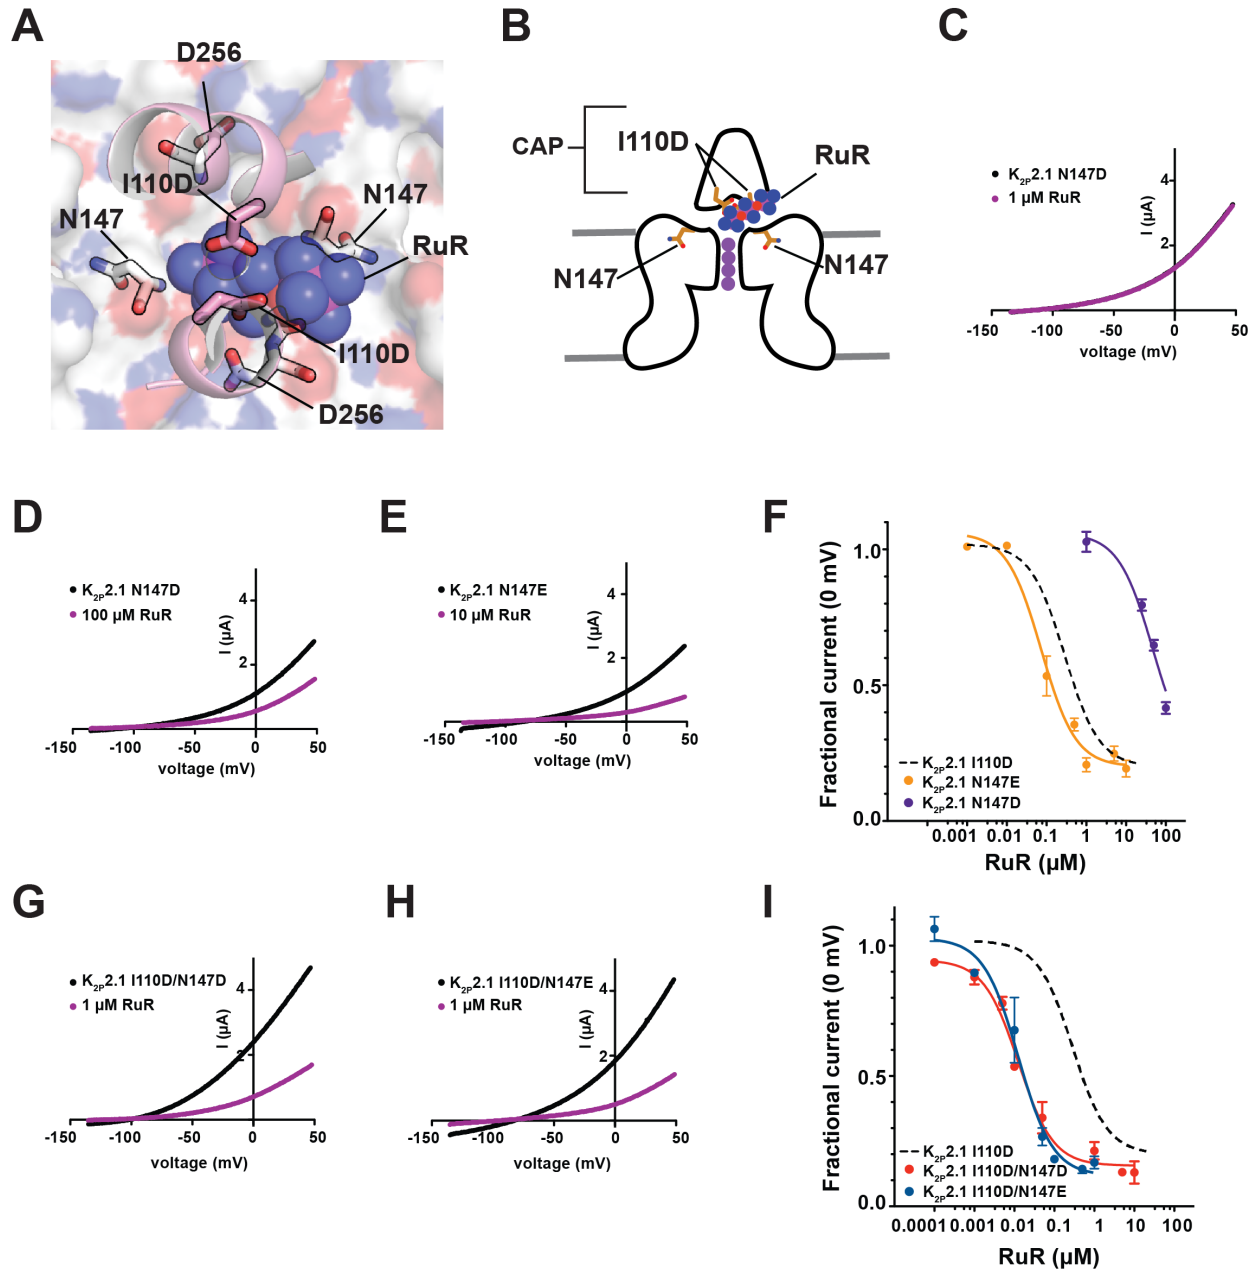 A
D256
I110D
N147
N147
RuR
I110D
D256
B
CAP
I110D
RuR
N147
N147
C
K2P2.1 N147D
1 µM RuR
I (µA)
4
2
-150
-100
-50
0
50
voltage (mV)
D
K2P2.1 N147D
100 µM RuR
I (µA)
4
2
-150
-100
-50
0
50
voltage (mV)
E
K2P2.1 N147E
10 µM RuR
I (µA)
4
2
-150
-100
-50
0
50
voltage (mV)
F
Fractional current (0 mV)
1.0
0.5
0.0
K2P2.1 I110D
K2P2.1 N147E
K2P2.1 N147D
0.001 0.01 0.1 1 10 100
RuR (µM)
G
K2P2.1 I110D/N147D
1 µM RuR
I (µA)
4
2
-150
-100
-50
0
50
voltage (mV)
H
K2P2.1 I110D/N147E
1 µM RuR
I (µA)
4
2
-150
-100
-50
0
50
voltage (mV)
I
Fractional current (0 mV)
1.0
0.5
0.0
K2P2.1 I110D
K2P2.1 I110D/N147D
K2P2.1 I110D/N147E
0.0001 0.001 0.01 0.1 1 10 100
RuR (µM)